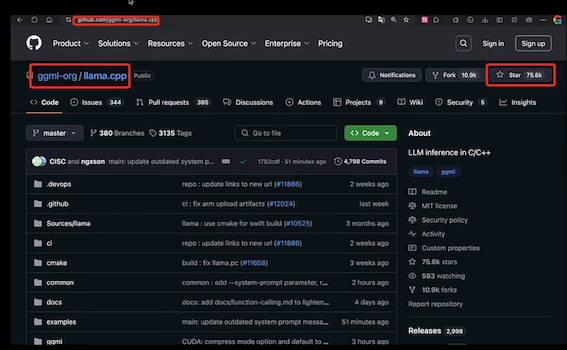 github.com/ggml-org/llama.cpp
Product Solutions Resources Open Source Enterprise Pricing
Sign in Sign up
ggml-org / llama.cpp Public
Notifications Fork 10.9k Star 75.6k
Code Issues 344 Pull requests 385 Discussions Actions Projects 9 Wiki Security 5 Insights
master 380 Branches 3135 Tags Go to file Code
About
LLM inference in C/C++
llama ggml
Readme
MIT license
Security policy
Activity
Custom properties
75.6k stars
583 watching
10.9k forks
Report repository
Releases 2,998
CISC and ngxson main: update outdated system p... 1782cdf · 51 minutes ago 4,798 Commits
.devops repo : update links to new url (#11886) 2 weeks ago
.github ci : fix arm upload artifacts (#12024) last week
Sources/llama llama : use cmake for swift build (#10525) 3 months ago
ci repo : update links to new url (#11886) 2 weeks ago
cmake build : fix llama.pc (#11658) 3 weeks ago
common common : add --system-prompt parameter, r... 2 hours ago
docs docs: add docs/function-calling.md to lighten... 4 days ago
examples main: update outdated system prompt messa... 51 minutes ago
ggml CUDA: compress mode option and default to